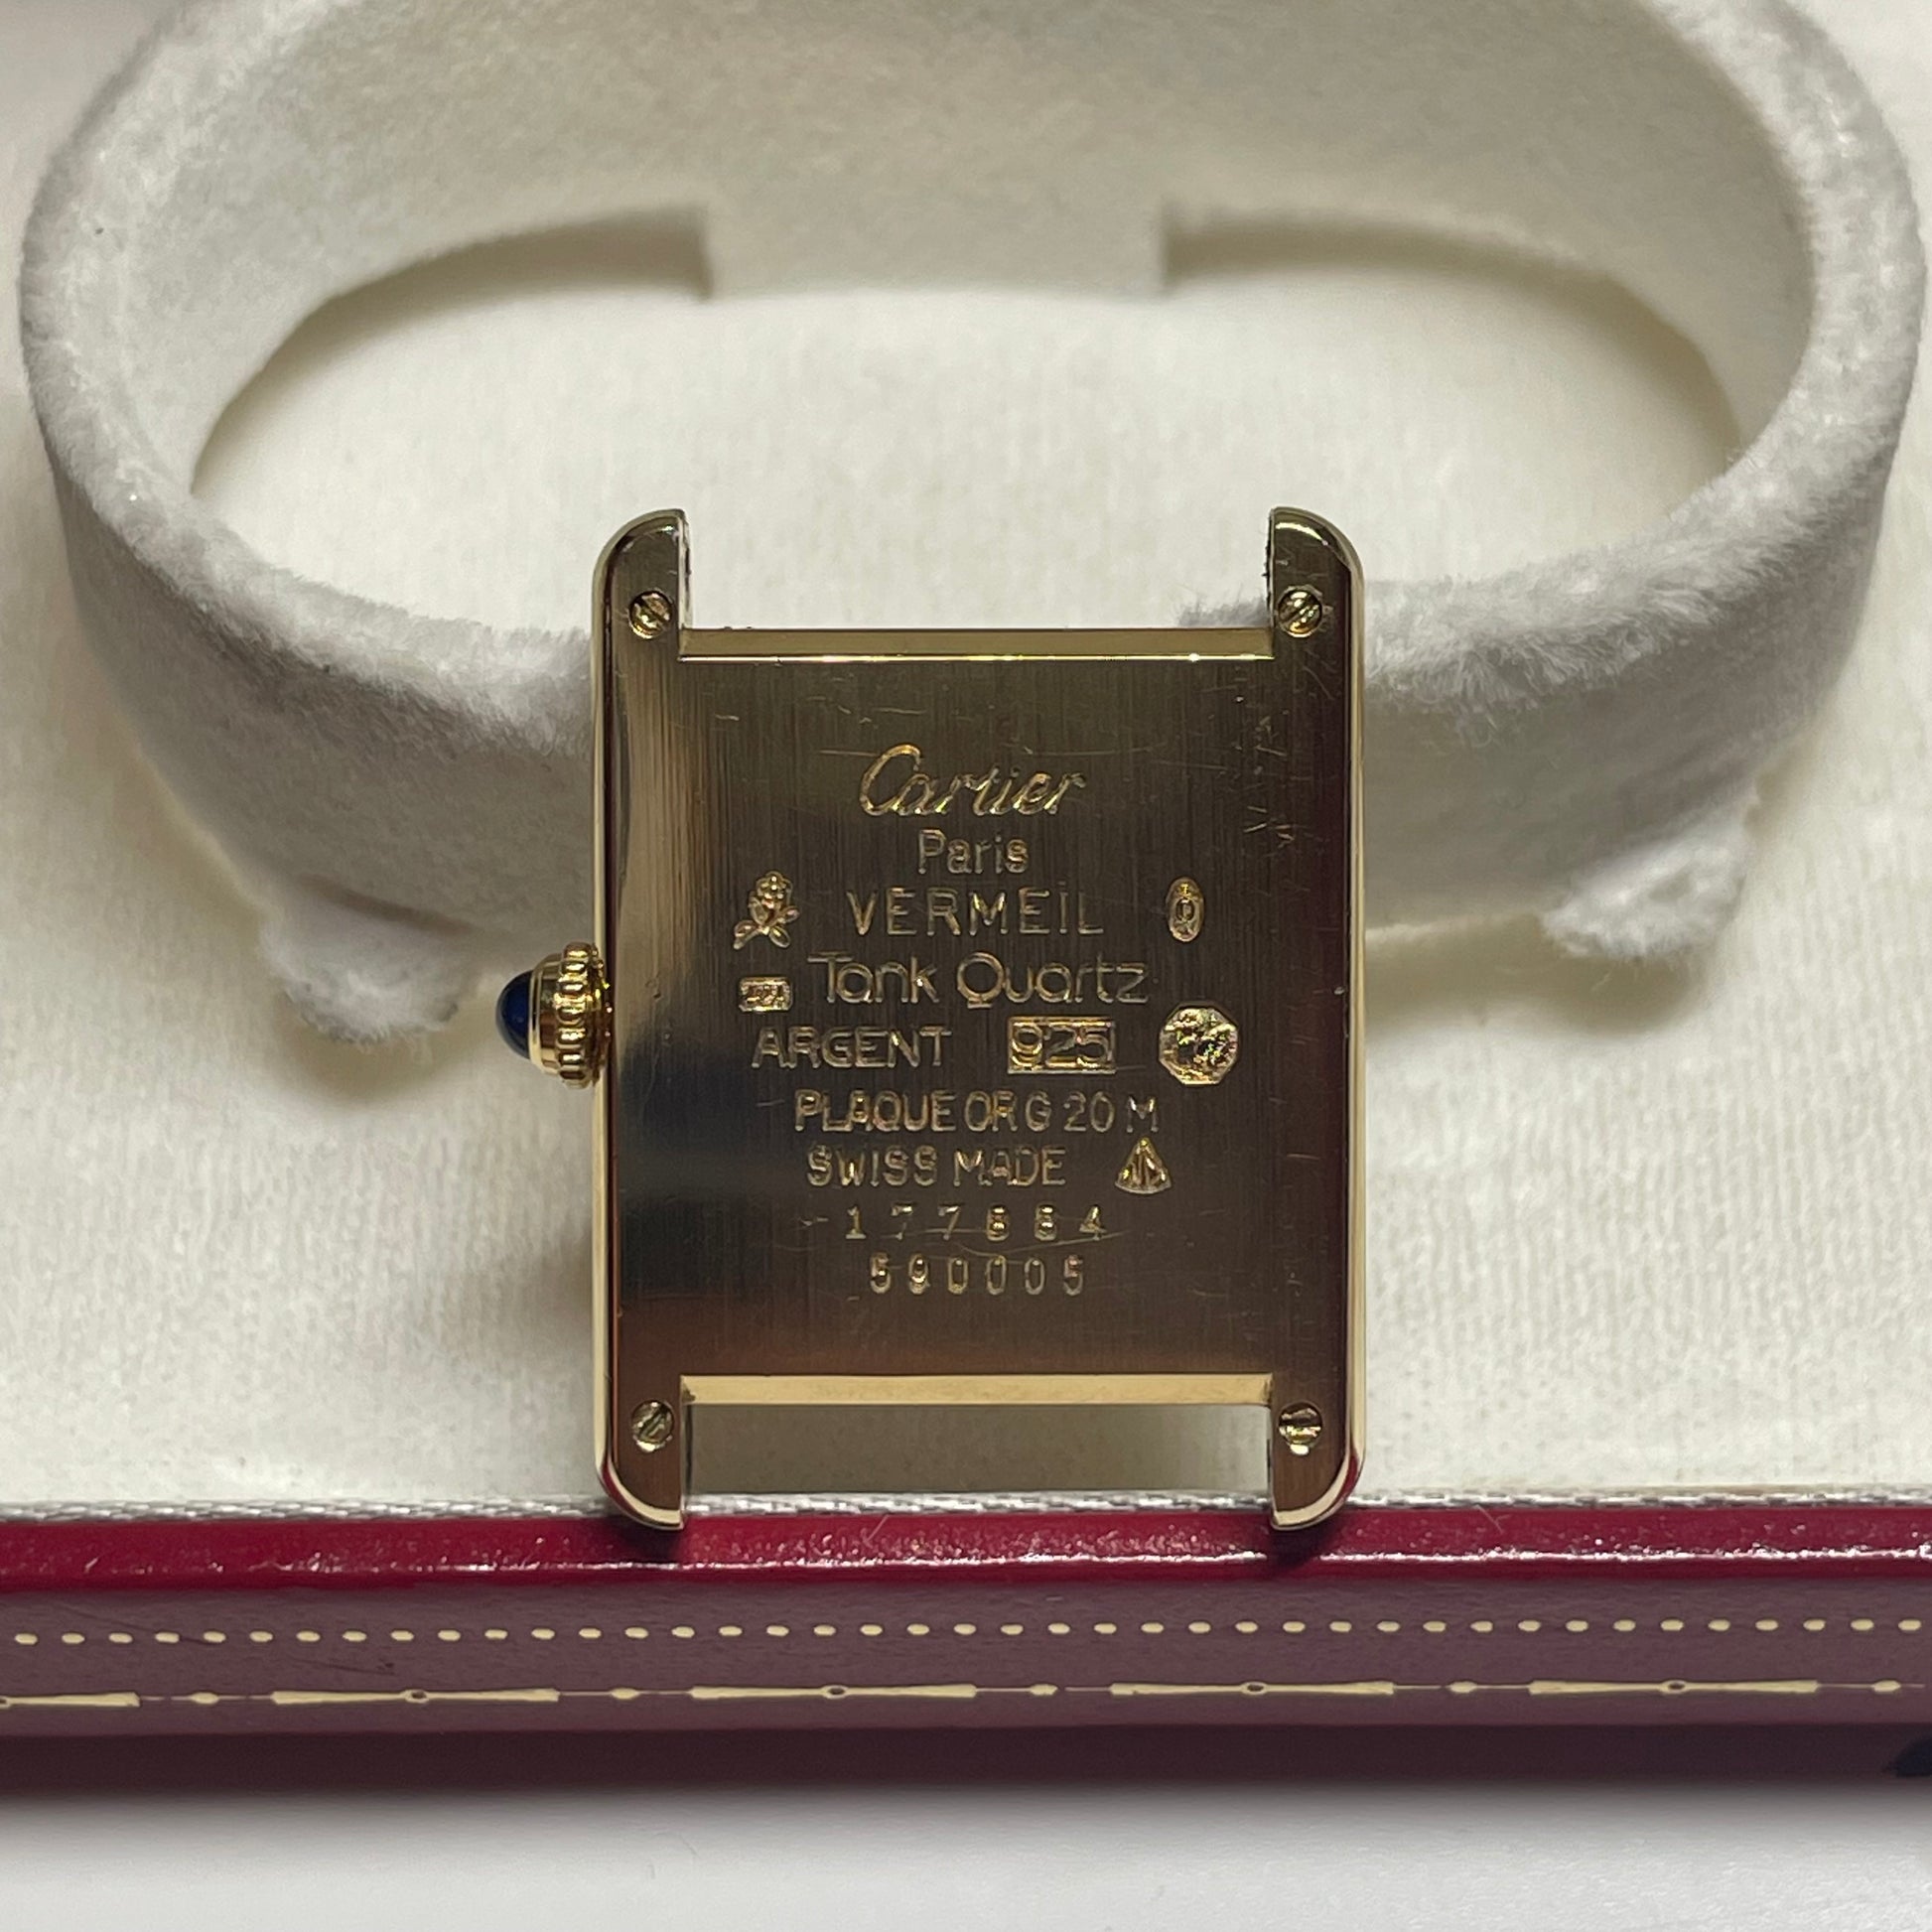 Cartier
Paris
VERMEIL
Tank Quartz
ARGENT 925
PLAQUE OR G 20 M
SWISS MADE
177884
590005